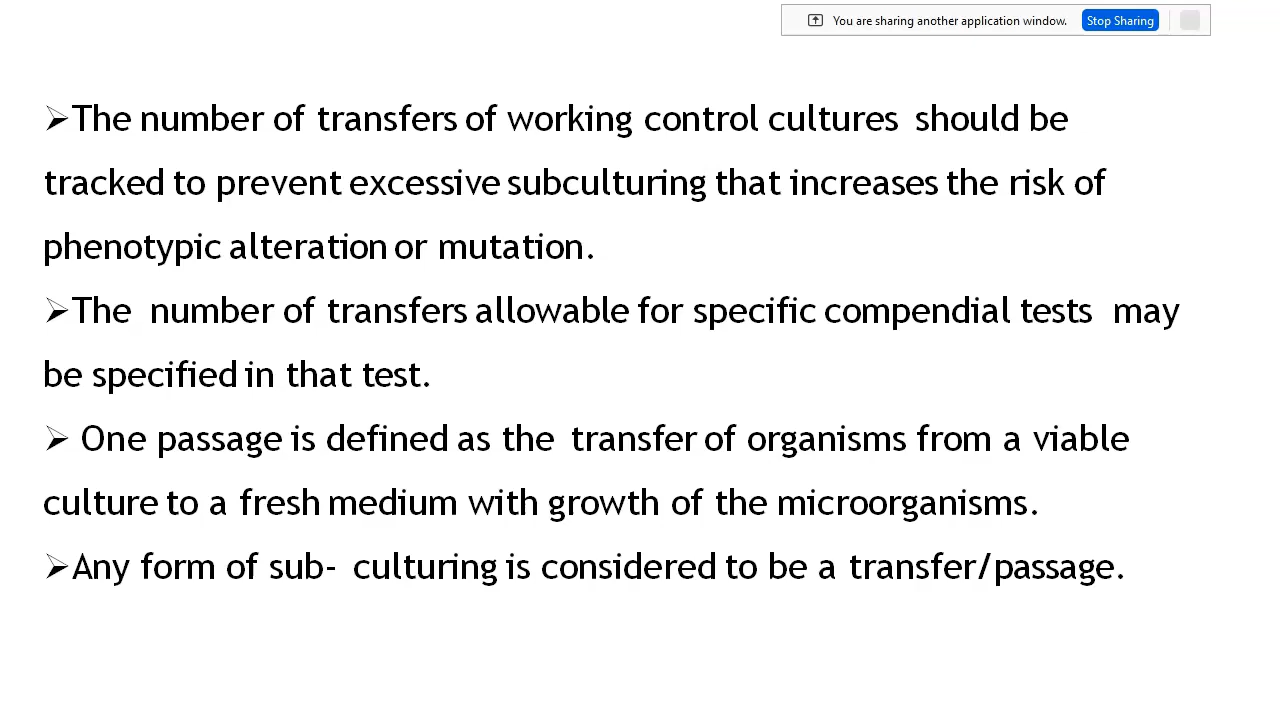 You are sharing another application window. Stop Sharing
➢The number of transfers of working control cultures should be
tracked to prevent excessive subculturing that increases the risk of
phenotypic alteration or mutation.
➢The number of transfers allowable for specific compendial tests may
be specified in that test.
➢ One passage is defined as the transfer of organisms from a viable
culture to a fresh medium with growth of the microorganisms.
➢Any form of sub- culturing is considered to be a transfer/passage.